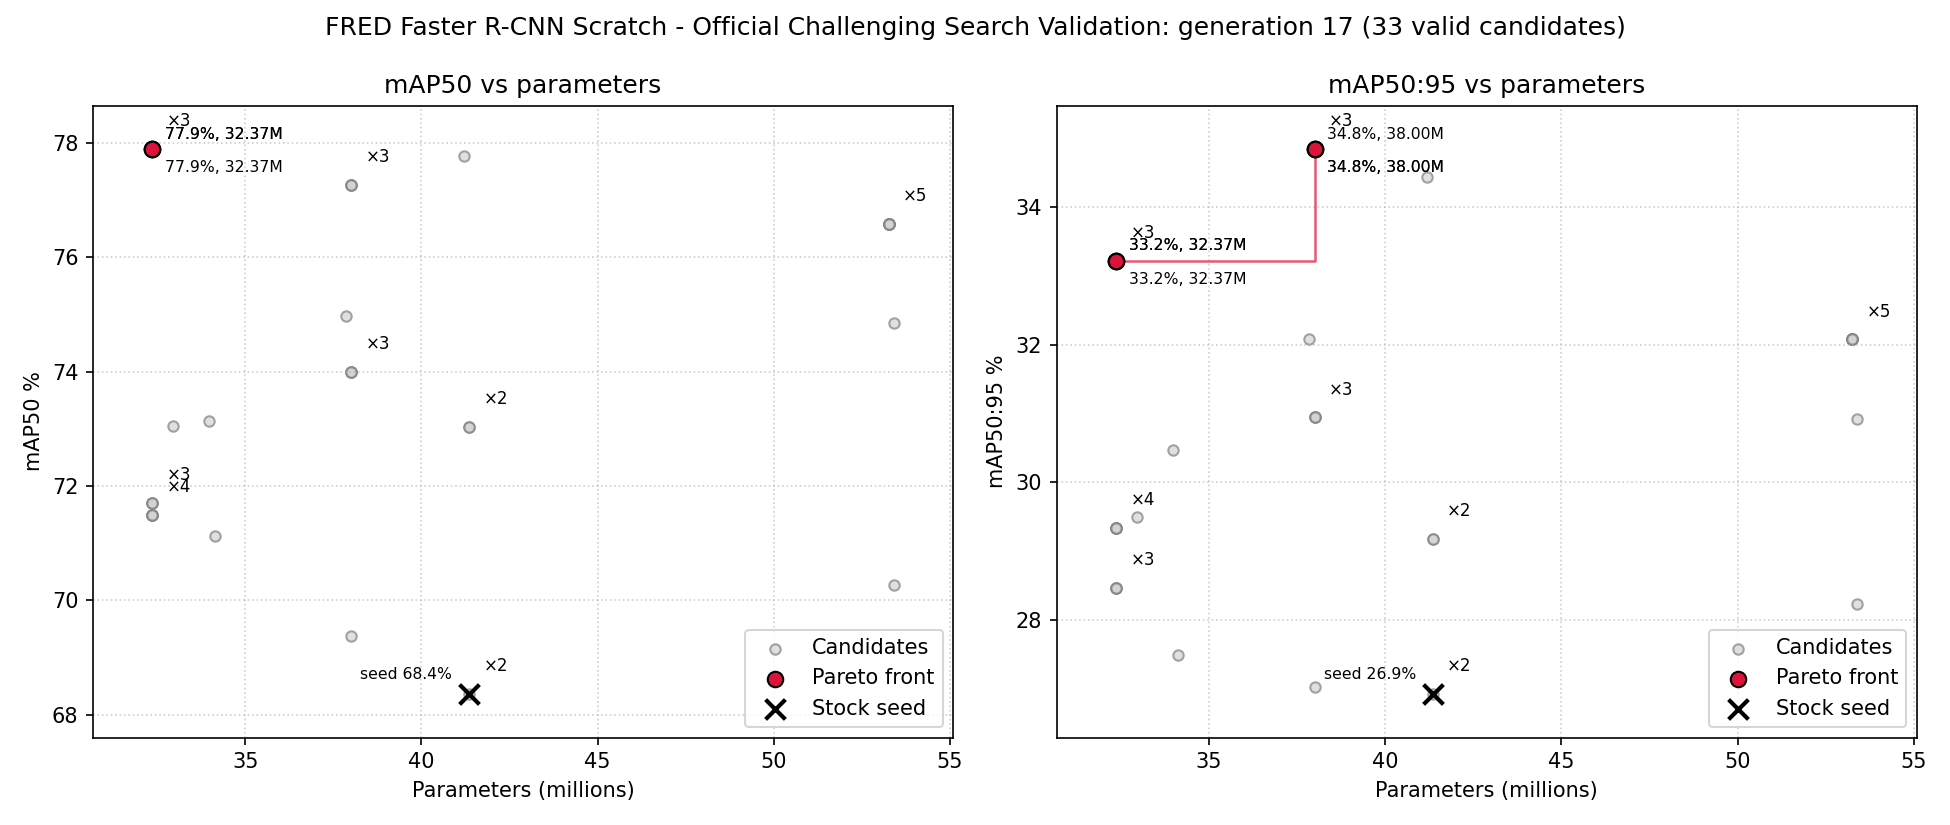 FRED Faster R-CNN Scratch - Official Challenging Search Validation: generation 17 (33 valid candidates)
mAP50 vs parameters
×3
77.9%, 32.37M
77.9%, 32.37M
×3
×5
×3
×2
×3
×4
seed 68.4%
×2
78
76
74
72
70
68
mAP50 %
35
40
45
50
55
Parameters (millions)
Candidates
Pareto front
Stock seed
mAP50:95 vs parameters
×3
34.8%, 38.00M
34.8%, 38.00M
×3
33.2%, 32.37M
33.2%, 32.37M
×5
×3
×4
×2
×3
seed 26.9%
×2
34
32
30
28
mAP50:95 %
35
40
45
50
55
Parameters (millions)
Candidates
Pareto front
Stock seed